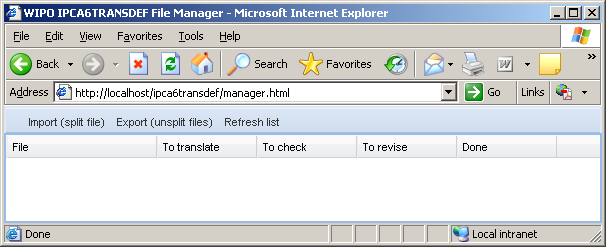 WIPO IPCA6TRANSDEF File Manager - Microsoft Internet Explorer
File Edit View Favorites Tools Help
Back Search Favorites W
Address http://localhost/ipca6transdef/manager.html Go Links
Import (split file) Export (unsplit files) Refresh list
File To translate To check To revise Done
Done Local intranet